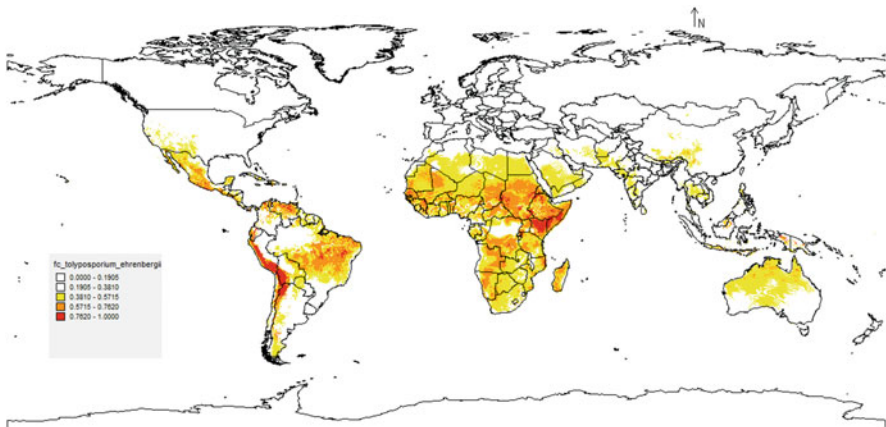 N
fc_tolyposporium_ehrenbergii
0.0000 - 0.1905
0.1905 - 0.3810
0.3810 - 0.5715
0.5715 - 0.7620
0.7620 - 1.0000